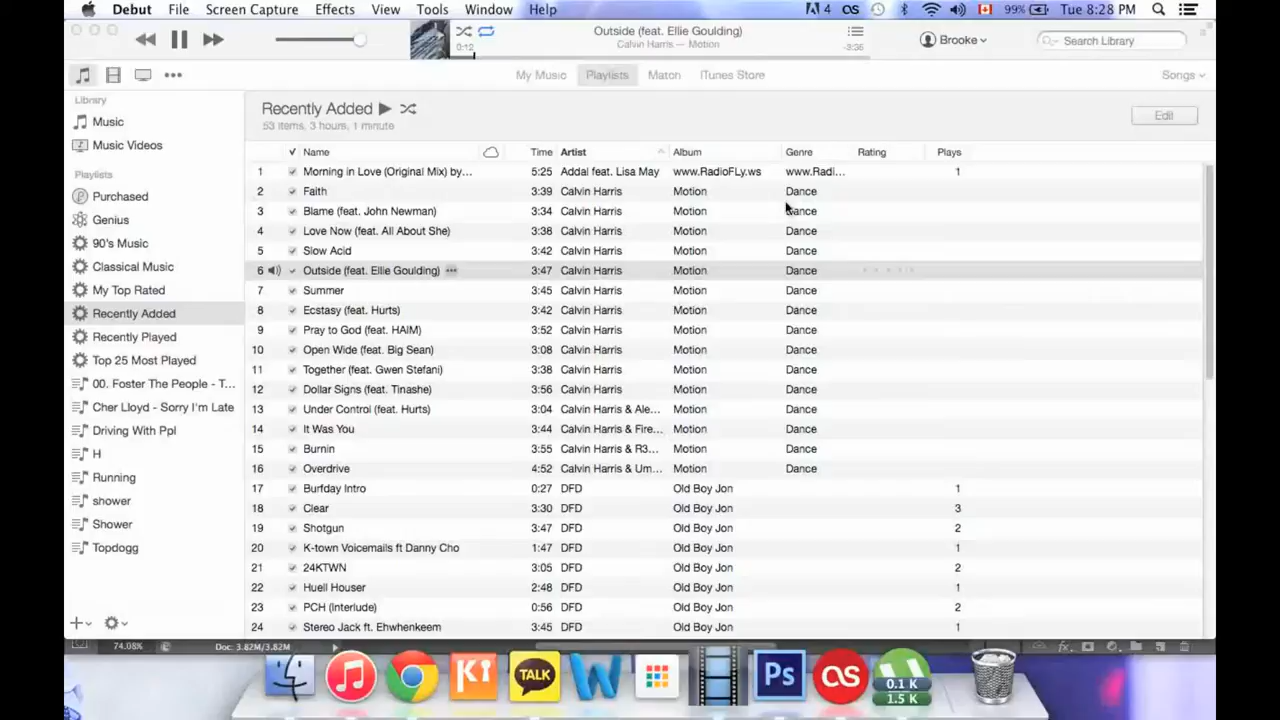 Debut File Screen Capture Effects View Tools Window Help 4 99% Tue 8:28 PM
Outside (feat. Ellie Goulding)
Calvin Harris — Motion
0:12 -3:36
Brooke
Search Library
My Music Playlists Match iTunes Store Songs
Library
Music
Music Videos
Playlists
Purchased
Genius
90's Music
Classical Music
My Top Rated
Recently Added
Recently Played
Top 25 Most Played
00. Foster The People - T...
Cher Lloyd - Sorry I'm Late
Driving With Ppl
H
Running
shower
Shower
Topdogg
Recently Added
53 items, 3 hours, 1 minute
Edit
Name Time Artist Album Genre Rating Plays
1 Morning in Love (Original Mix) by... 5:25 Addal feat. Lisa May www.RadioFLy.ws www.Radi... 1
2 Faith 3:39 Calvin Harris Motion Dance
3 Blame (feat. John Newman) 3:34 Calvin Harris Motion Dance
4 Love Now (feat. All About She) 3:38 Calvin Harris Motion Dance
5 Slow Acid 3:42 Calvin Harris Motion Dance
6 Outside (feat. Ellie Goulding) ••• 3:47 Calvin Harris Motion Dance
7 Summer 3:45 Calvin Harris Motion Dance
8 Ecstasy (feat. Hurts) 3:42 Calvin Harris Motion Dance
9 Pray to God (feat. HAIM) 3:52 Calvin Harris Motion Dance
10 Open Wide (feat. Big Sean) 3:08 Calvin Harris Motion Dance
11 Together (feat. Gwen Stefani) 3:38 Calvin Harris Motion Dance
12 Dollar Signs (feat. Tinashe) 3:56 Calvin Harris Motion Dance
13 Under Control (feat. Hurts) 3:04 Calvin Harris & Ale... Motion Dance
14 It Was You 3:44 Calvin Harris & Fire... Motion Dance
15 Burnin 3:55 Calvin Harris & R3... Motion Dance
16 Overdrive 4:52 Calvin Harris & Um... Motion Dance
17 Burfday Intro 0:27 DFD Old Boy Jon 1
18 Clear 3:30 DFD Old Boy Jon 3
19 Shotgun 3:47 DFD Old Boy Jon 2
20 K-town Voicemails ft Danny Cho 1:47 DFD Old Boy Jon 1
21 24KTWN 3:05 DFD Old Boy Jon 2
22 Huell Houser 2:48 DFD Old Boy Jon 1
23 PCH (Interlude) 0:56 DFD Old Boy Jon 2
24 Stereo Jack ft. Ehwhenkeem 3:45 DFD Old Boy Jon 1
74.08% Doc: 3.82M/3.82M fx
Ki TALK W Ps 0.1 K
1.5 K